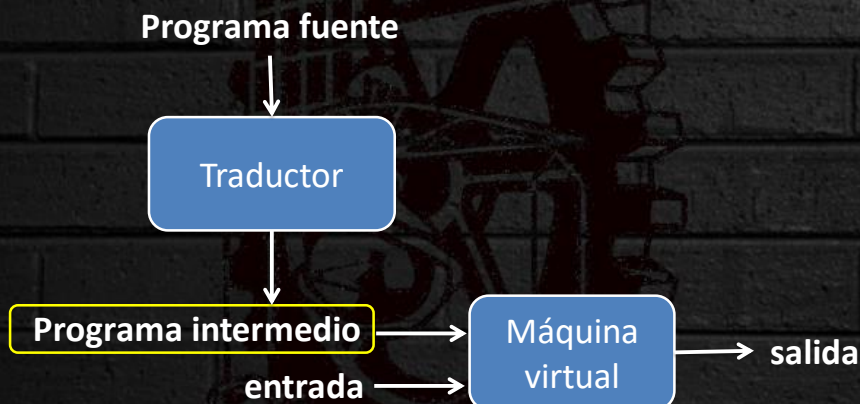 Programa fuente
Traductor
Programa intermedio
Máquina
virtual
salida
entrada